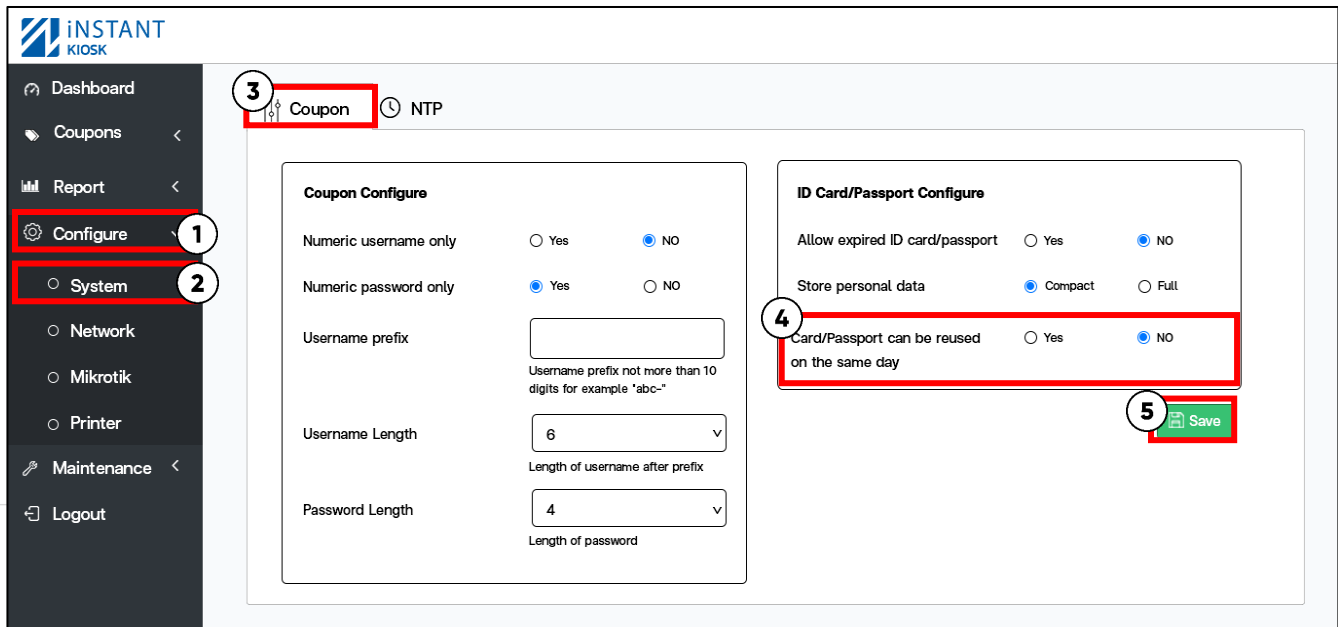 iNSTANT
KIOSK
Dashboard
Coupons
Report
Configure
1
System
2
Network
Mikrotik
Printer
Maintenance
Logout
3
Coupon
NTP
Coupon Configure
Numeric username only
Yes
NO
Numeric password only
Yes
NO
Username prefix
Username prefix not more than 10
digits for example "abc-"
Username Length
6
Length of username after prefix
Password Length
4
Length of password
ID Card/Passport Configure
Allow expired ID card/passport
Yes
NO
Store personal data
Compact
Full
4
Card/Passport can be reused
on the same day
Yes
NO
5
Save